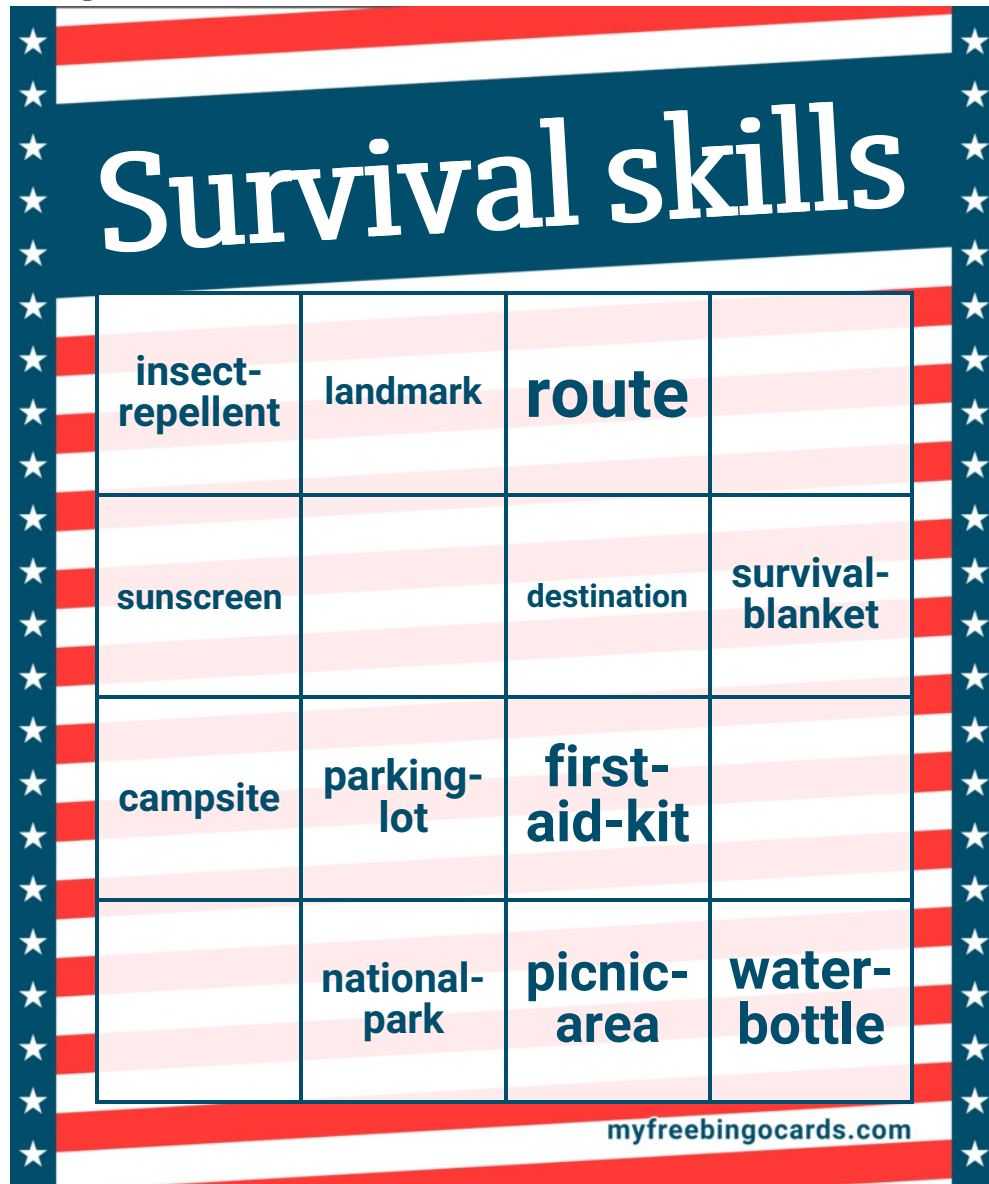 Survival skills
insect-
repellent
landmark
route
sunscreen
destination
survival-
blanket
campsite
parking-
lot
first-
aid-kit
national-
park
picnic-
area
water-
bottle
myfreebingocards.com